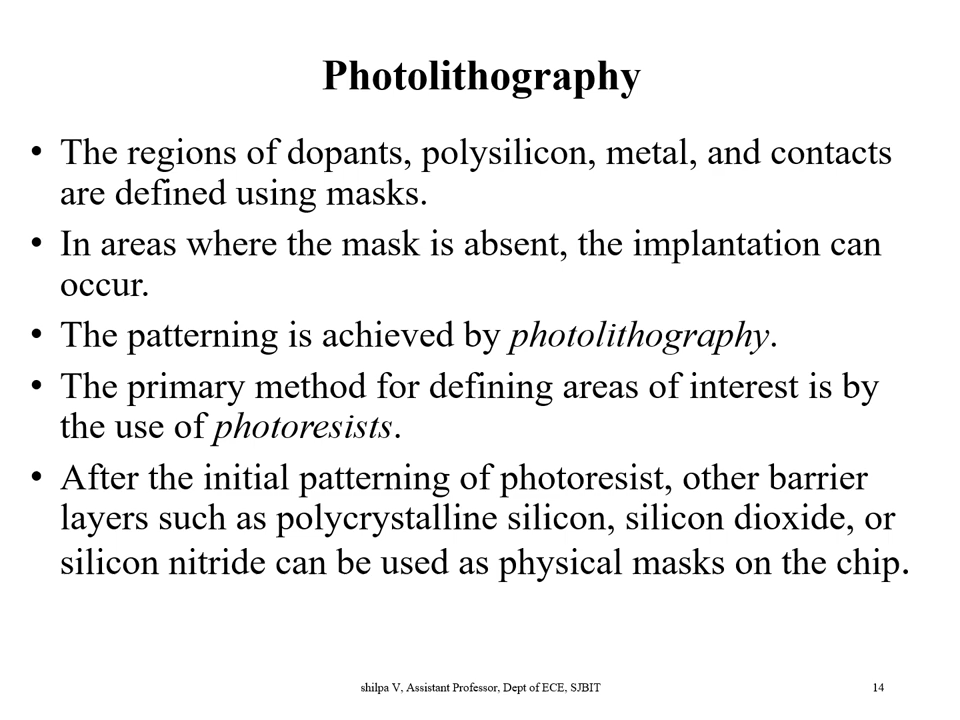 Photolithography
• The regions of dopants, polysilicon, metal, and contacts
are defined using masks.
• In areas where the mask is absent, the implantation can
occur.
• The patterning is achieved by photolithography.
• The primary method for defining areas of interest is by
the use of photoresists.
• After the initial patterning of photoresist, other barrier
layers such as polycrystalline silicon, silicon dioxide, or
silicon nitride can be used as physical masks on the chip.
shilpa V, Assistant Professor, Dept of ECE, SJBIT
14